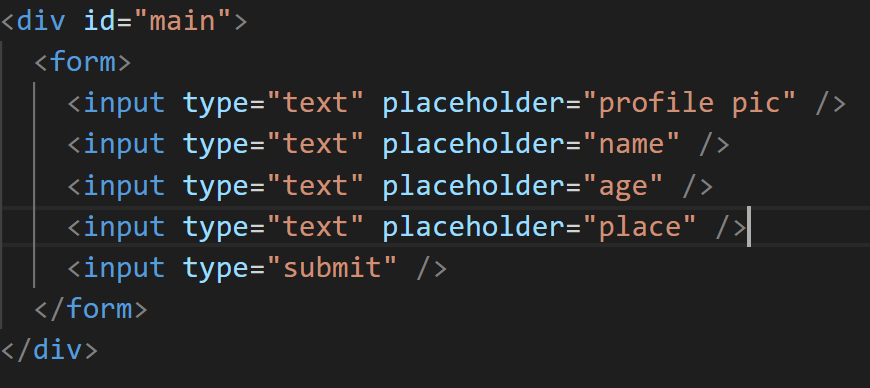 <div id="main">
<form>
<input type="text" placeholder="profile pic" />
<input type="text" placeholder="name" />
<input type="text" placeholder="age" />
<input type="text" placeholder="place" />
<input type="submit" />
</form>
</div>